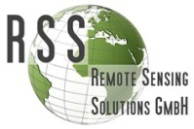 RSS
REMOTE SENSING
SOLUTIONS GMBH